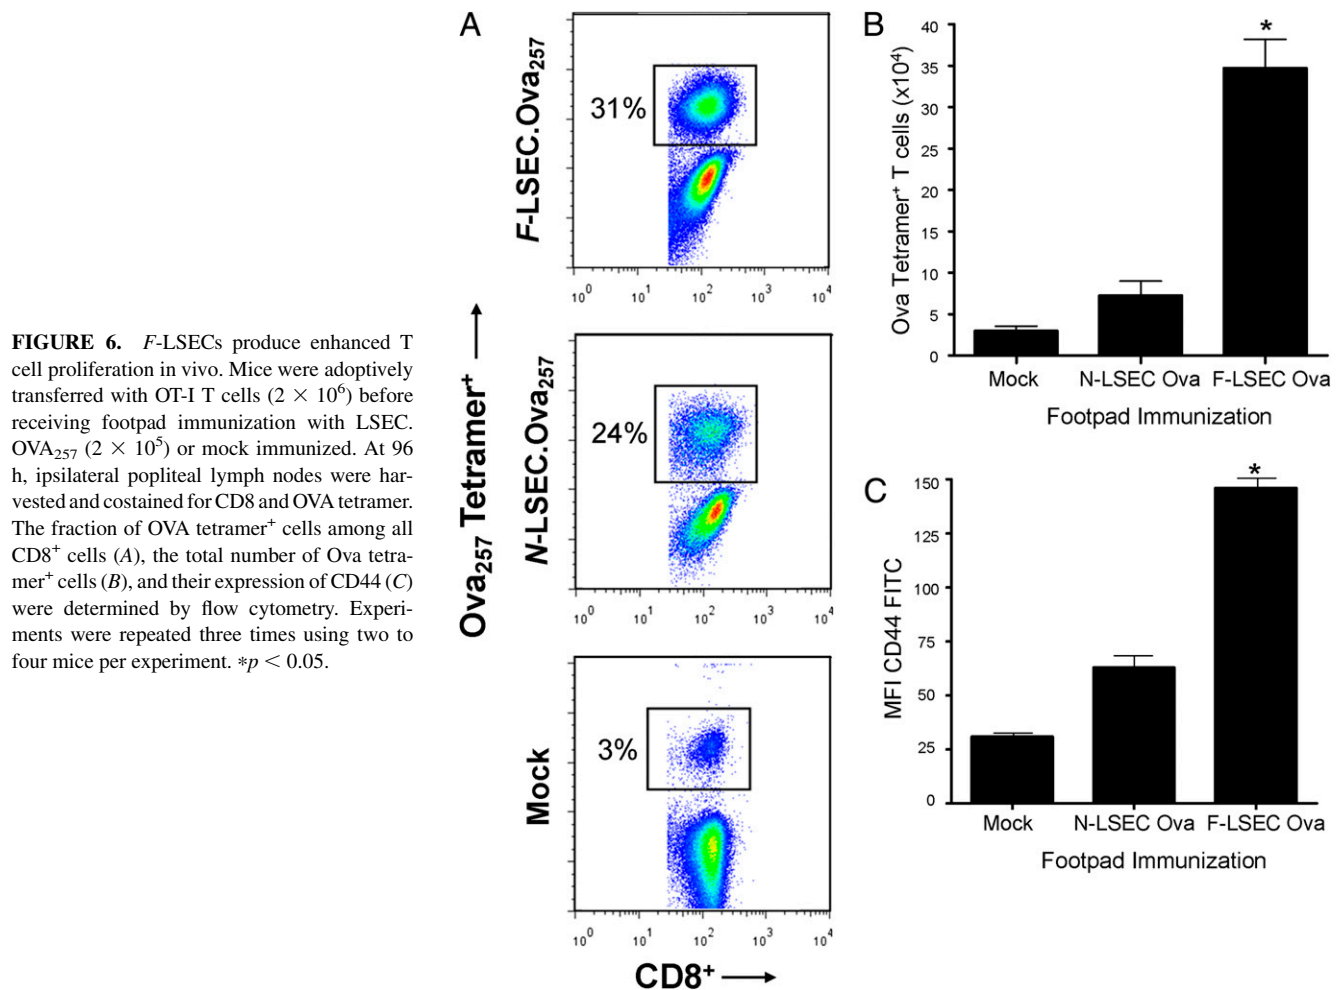 FIGURE 6. F-LSECs produce enhanced T
cell proliferation in vivo. Mice were adoptively
transferred with OT-I T cells (2 × 10⁶) before
receiving footpad immunization with LSEC.
OVA₂₅₇ (2 × 10⁵) or mock immunized. At 96
h, ipsilateral popliteal lymph nodes were har-
vested and costained for CD8 and OVA tetramer.
The fraction of OVA tetramer⁺ cells among all
CD8⁺ cells (A), the total number of Ova tetra-
mer⁺ cells (B), and their expression of CD44 (C)
were determined by flow cytometry. Experi-
ments were repeated three times using two to
four mice per experiment. *p < 0.05.
A
Ova₂₅₇ Tetramer⁺
F-LSEC.Ova₂₅₇
31%
10⁰ 10¹ 10² 10³ 10⁴
N-LSEC.Ova₂₅₇
24%
10⁰ 10¹ 10² 10³ 10⁴
Mock
3%
10⁰ 10¹ 10² 10³ 10⁴
CD8⁺
B
Ova Tetramer⁺ T cells (x10⁴)
40
35
30
25
20
15
10
5
0
*
Mock N-LSEC Ova F-LSEC Ova
Footpad Immunization
C
MFI CD44 FITC
150
125
100
75
50
25
0
*
Mock N-LSEC Ova F-LSEC Ova
Footpad Immunization